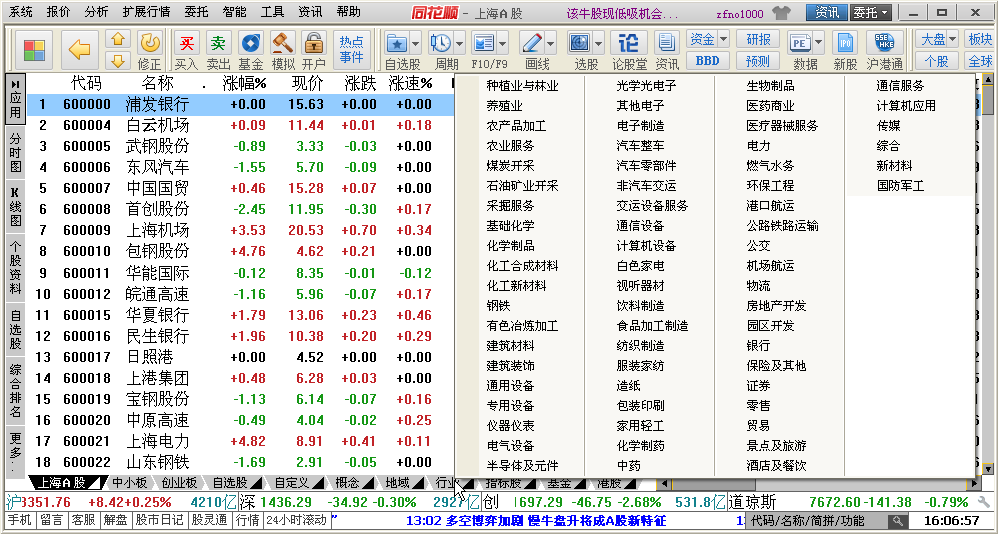 系统 报价 分析 扩展行情 委托 智能 工具 资讯 帮助 同花顺 - 上海A股 该牛股现低吸机会... zfno1000 资讯 委托
修正 买 买入 卖 卖出 基金 模拟 开户 热点事件 自选股 周期 F10/F9 画线 选股 论 论股堂 资讯 资金 BBD 研报 预测 PE 数据 IPO 新股 SSE HKE 沪港通 大盘 个股 板块 全球
应用
分时图
K线图
个股资料
自选股
综合排名
更多..
代码 名称 . 涨幅% 现价 涨跌 涨速%
1 600000 浦发银行 +0.00 15.63 +0.00 +0.00
2 600004 白云机场 +0.09 11.44 +0.01 +0.18
3 600005 武钢股份 -0.89 3.33 -0.03 +0.00
4 600006 东风汽车 -1.55 5.70 -0.09 +0.00
5 600007 中国国贸 +0.46 15.28 +0.07 +0.00
6 600008 首创股份 -2.45 11.95 -0.30 +0.17
7 600009 上海机场 +3.53 20.53 +0.70 +0.34
8 600010 包钢股份 +4.76 4.62 +0.21 +0.00
9 600011 华能国际 -0.12 8.35 -0.01 -0.12
10 600012 皖通高速 -1.16 5.96 -0.07 +0.17
11 600015 华夏银行 +1.79 13.06 +0.23 +0.46
12 600016 民生银行 +1.96 10.38 +0.20 +0.29
13 600017 日照港 +0.00 4.52 +0.00 +0.00
14 600018 上港集团 +0.48 6.28 +0.03 +0.00
15 600019 宝钢股份 -1.13 6.14 -0.07 +0.16
16 600020 中原高速 -0.49 4.04 -0.02 +0.25
17 600021 上海电力 +4.82 8.91 +0.41 +0.11
18 600022 山东钢铁 -1.69 2.91 -0.05 +0.00
种植业与林业 光学光电子 生物制品 通信服务
养殖业 其他电子 医药商业 计算机应用
农产品加工 电子制造 医疗器械服务 传媒
农业服务 汽车整车 电力 综合
煤炭开采 汽车零部件 燃气水务 新材料
石油矿业开采 非汽车交运 环保工程 国防军工
采掘服务 交运设备服务 港口航运
基础化学 通信设备 公路铁路运输
化学制品 计算机设备 公交
化工合成材料 白色家电 机场航运
化工新材料 视听器材 物流
钢铁 饮料制造 房地产开发
有色冶炼加工 食品加工制造 园区开发
建筑材料 纺织制造 银行
建筑装饰 服装家纺 保险及其他
通用设备 造纸 证券
专用设备 包装印刷 零售
仪器仪表 家用轻工 贸易
电气设备 化学制药 景点及旅游
半导体及元件 中药 酒店及餐饮
上海A股 中小板 创业板 自选股 自定义 概念 地域 行业 指标股 基金 港股
沪3351.76 +8.42 +0.25% 4210亿 深 1436.29 -34.92 -0.30% 2927亿 创 697.29 -46.75 -2.68% 531.8亿 道琼斯 7672.60 -141.38 -0.79%
手机 留言 客服 解盘 股市日记 股灵通 行情 24小时滚动 13:02 多空博弈加剧 慢牛盘升将成A股新特征 代码/名称/简拼/功能 16:06:57